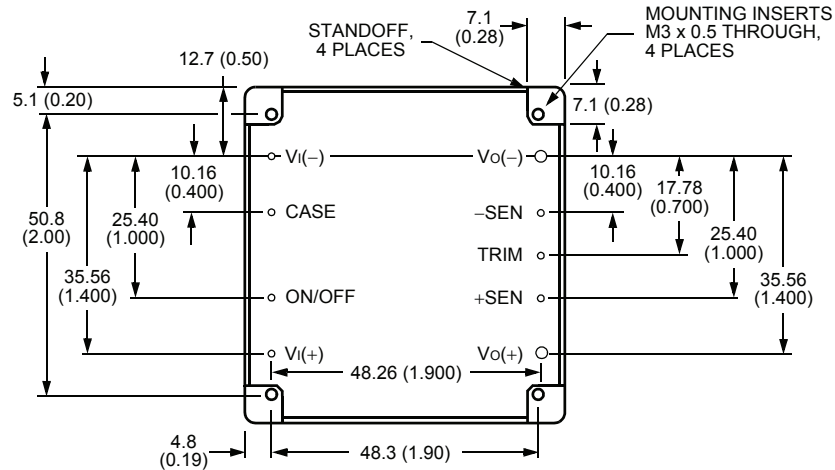 STANDOFF,
4 PLACES
7.1
(0.28)
MOUNTING INSERTS
M3 x 0.5 THROUGH,
4 PLACES
12.7 (0.50)
5.1 (0.20)
7.1 (0.28)
VI(–)
VO(–)
10.16
(0.400)
10.16
(0.400)
17.78
(0.700)
CASE
–SEN
50.8
(2.00)
25.40
(1.000)
25.40
(1.000)
TRIM
35.56
(1.400)
35.56
(1.400)
ON/OFF
+SEN
VI(+)
VO(+)
48.26 (1.900)
4.8
(0.19)
48.3 (1.90)